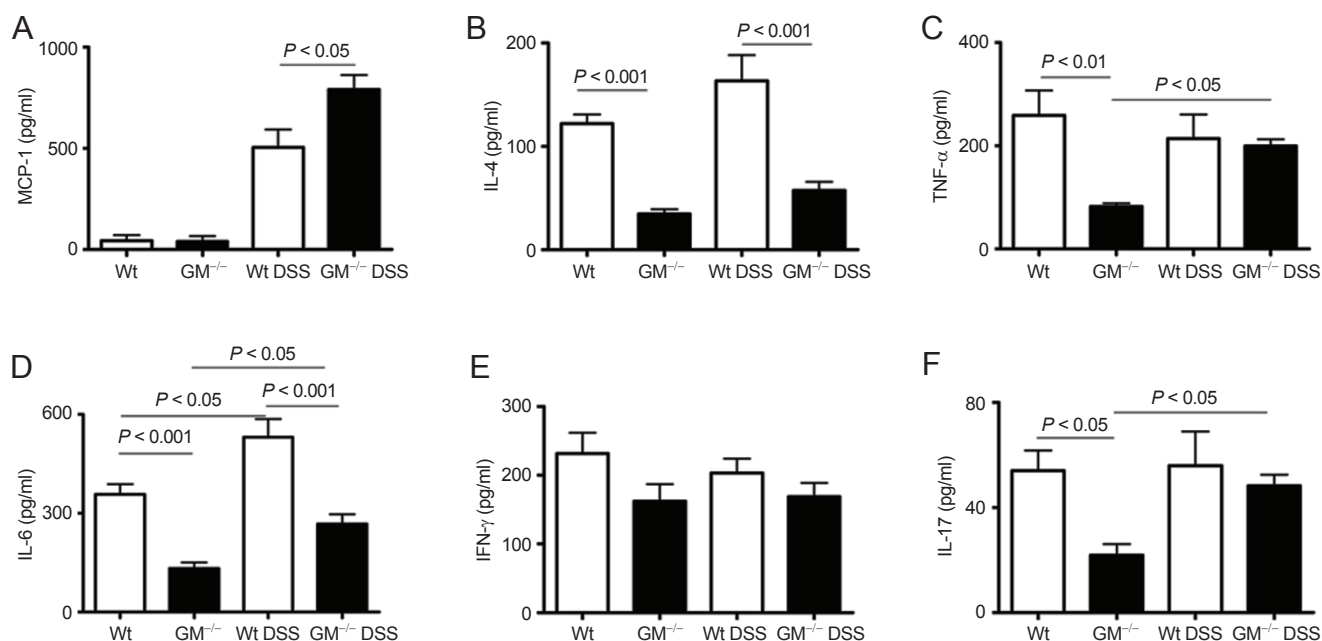 A
MCP-1 (pg/ml)
1000
500
0
P < 0.05
Wt GM−/− Wt DSS GM−/− DSS
B
IL-4 (pg/ml)
200
100
0
P < 0.001
P < 0.001
Wt GM−/− Wt DSS GM−/− DSS
C
TNF-α (pg/ml)
400
200
0
P < 0.01
P < 0.05
Wt GM−/− Wt DSS GM−/− DSS
D
IL-6 (pg/ml)
600
300
0
P < 0.05
P < 0.05
P < 0.001
P < 0.001
Wt GM−/− Wt DSS GM−/− DSS
E
IFN-γ (pg/ml)
300
200
100
0
Wt GM−/− Wt DSS GM−/− DSS
F
IL-17 (pg/ml)
80
40
0
P < 0.05
P < 0.05
Wt GM−/− Wt DSS GM−/− DSS